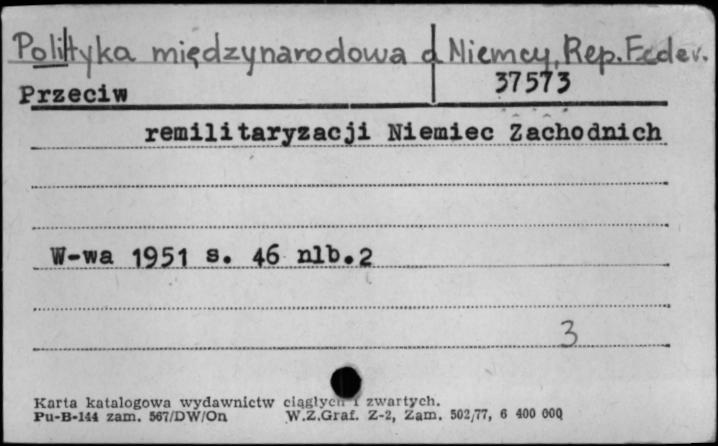 Polityka międzynarodowa a Niemcy, Rep. Feder.
37573
Przeciw
remilitaryzacji Niemiec Zachodnich
W-wa 1951 s. 46 nlb.2
3
Karta katalogowa wydawnictw ciągłych i zwartych.
Pu-B-144 zam. 567/DW/On W.Z.Graf. Z-2, Zam. 502/77, 6 400 000